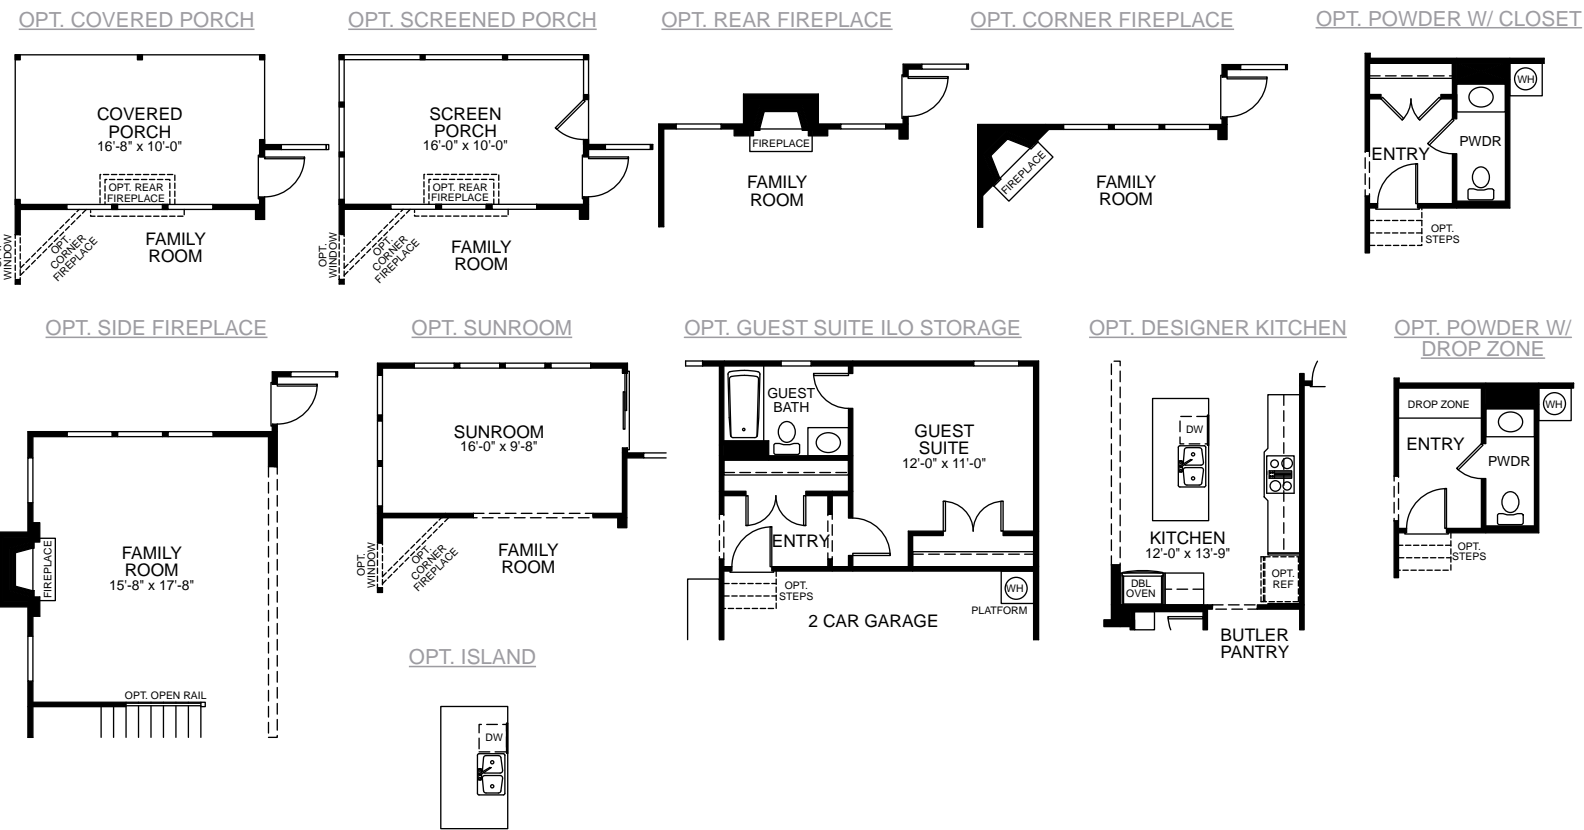 OPT. COVERED PORCH
COVERED
PORCH
16'-8" x 10'-0"
OPT. REAR
FIREPLACE
WINDOW
OPT.
CORNER
FIREPLACE
FAMILY
ROOM
OPT. SCREENED PORCH
SCREEN
PORCH
16'-0" x 10'-0"
OPT. REAR
FIREPLACE
OPT.
WINDOW
OPT.
CORNER
FIREPLACE
FAMILY
ROOM
OPT. REAR FIREPLACE
FIREPLACE
FAMILY
ROOM
OPT. CORNER FIREPLACE
FIREPLACE
FAMILY
ROOM
OPT. POWDER W/ CLOSET
WH
PWDR
ENTRY
OPT.
STEPS
OPT. SIDE FIREPLACE
FIREPLACE
FAMILY
ROOM
15'-8" x 17'-8"
OPT. OPEN RAIL
OPT. SUNROOM
SUNROOM
16'-0" x 9'-8"
OPT.
WINDOW
OPT.
CORNER
FIREPLACE
FAMILY
ROOM
OPT. GUEST SUITE ILO STORAGE
GUEST
BATH
GUEST
SUITE
12'-0" x 11'-0"
ENTRY
OPT.
STEPS
WH
PLATFORM
2 CAR GARAGE
OPT. DESIGNER KITCHEN
DW
KITCHEN
12'-0" x 13'-9"
DBL
OVEN
OPT.
REF
BUTLER
PANTRY
OPT. POWDER W/
DROP ZONE
DROP ZONE
WH
ENTRY
PWDR
OPT.
STEPS
OPT. ISLAND
DW